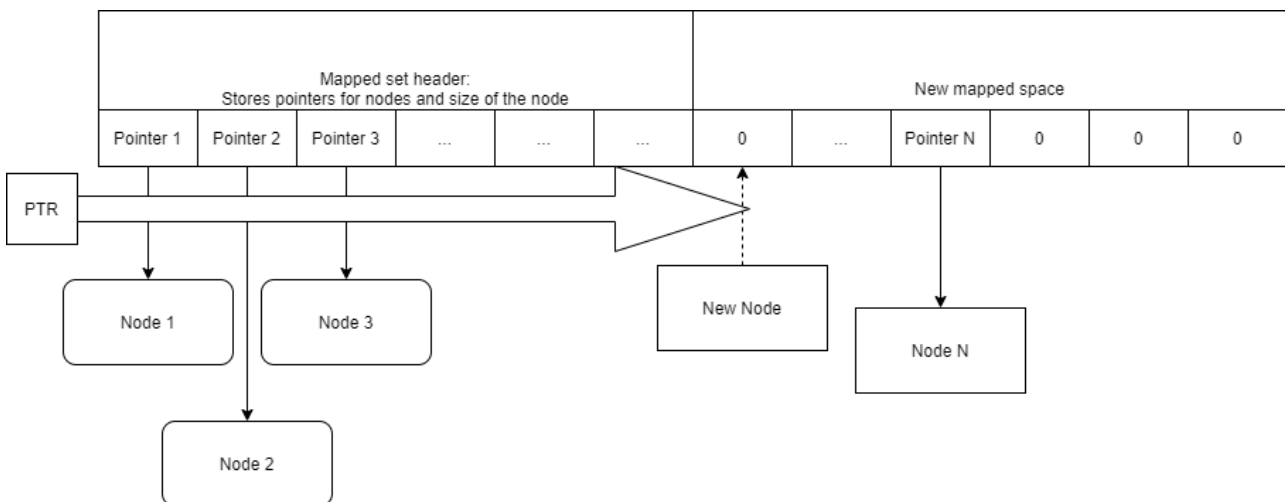 Mapped set header:
Stores pointers for nodes and size of the node
New mapped space
Pointer 1
Pointer 2
Pointer 3
...
...
...
0
...
Pointer N
0
0
0
PTR
Node 1
Node 3
New Node
Node N
Node 2